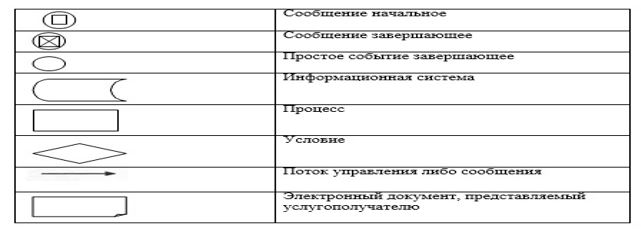 Сообщение начальное
Сообщение завершающее
Простое событие завершающее
Информационная система
Процесс
Условие
Поток управления либо сообщения
Электронный документ, представляемый
услугополучателю